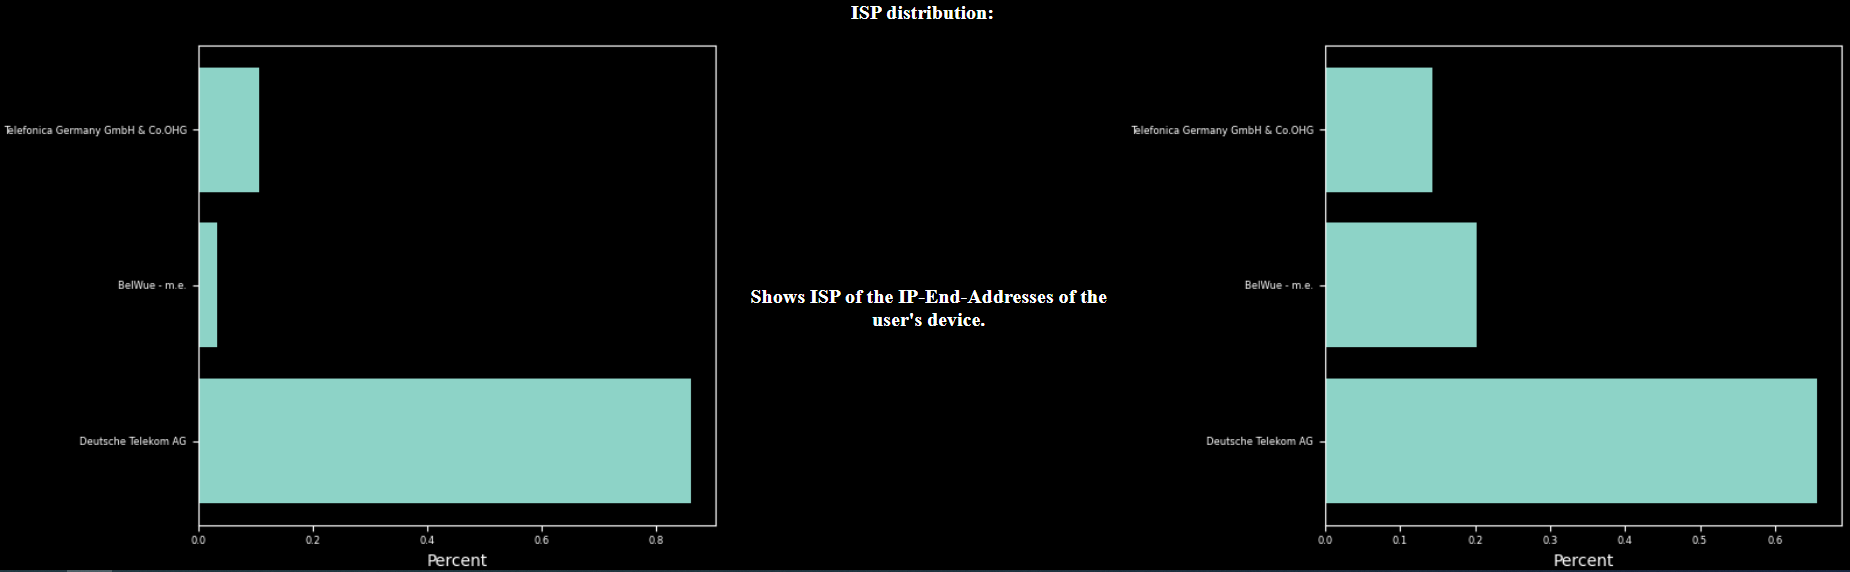 ISP distribution:
Telefonica Germany GmbH & Co.OHG
BelWue - m.e.
Deutsche Telekom AG
0.0 0.2 0.4 0.6 0.8
Percent
Shows ISP of the IP-End-Addresses of the
user's device.
Telefonica Germany GmbH & Co.OHG
BelWue - m.e.
Deutsche Telekom AG
0.0 0.1 0.2 0.3 0.4 0.5 0.6
Percent